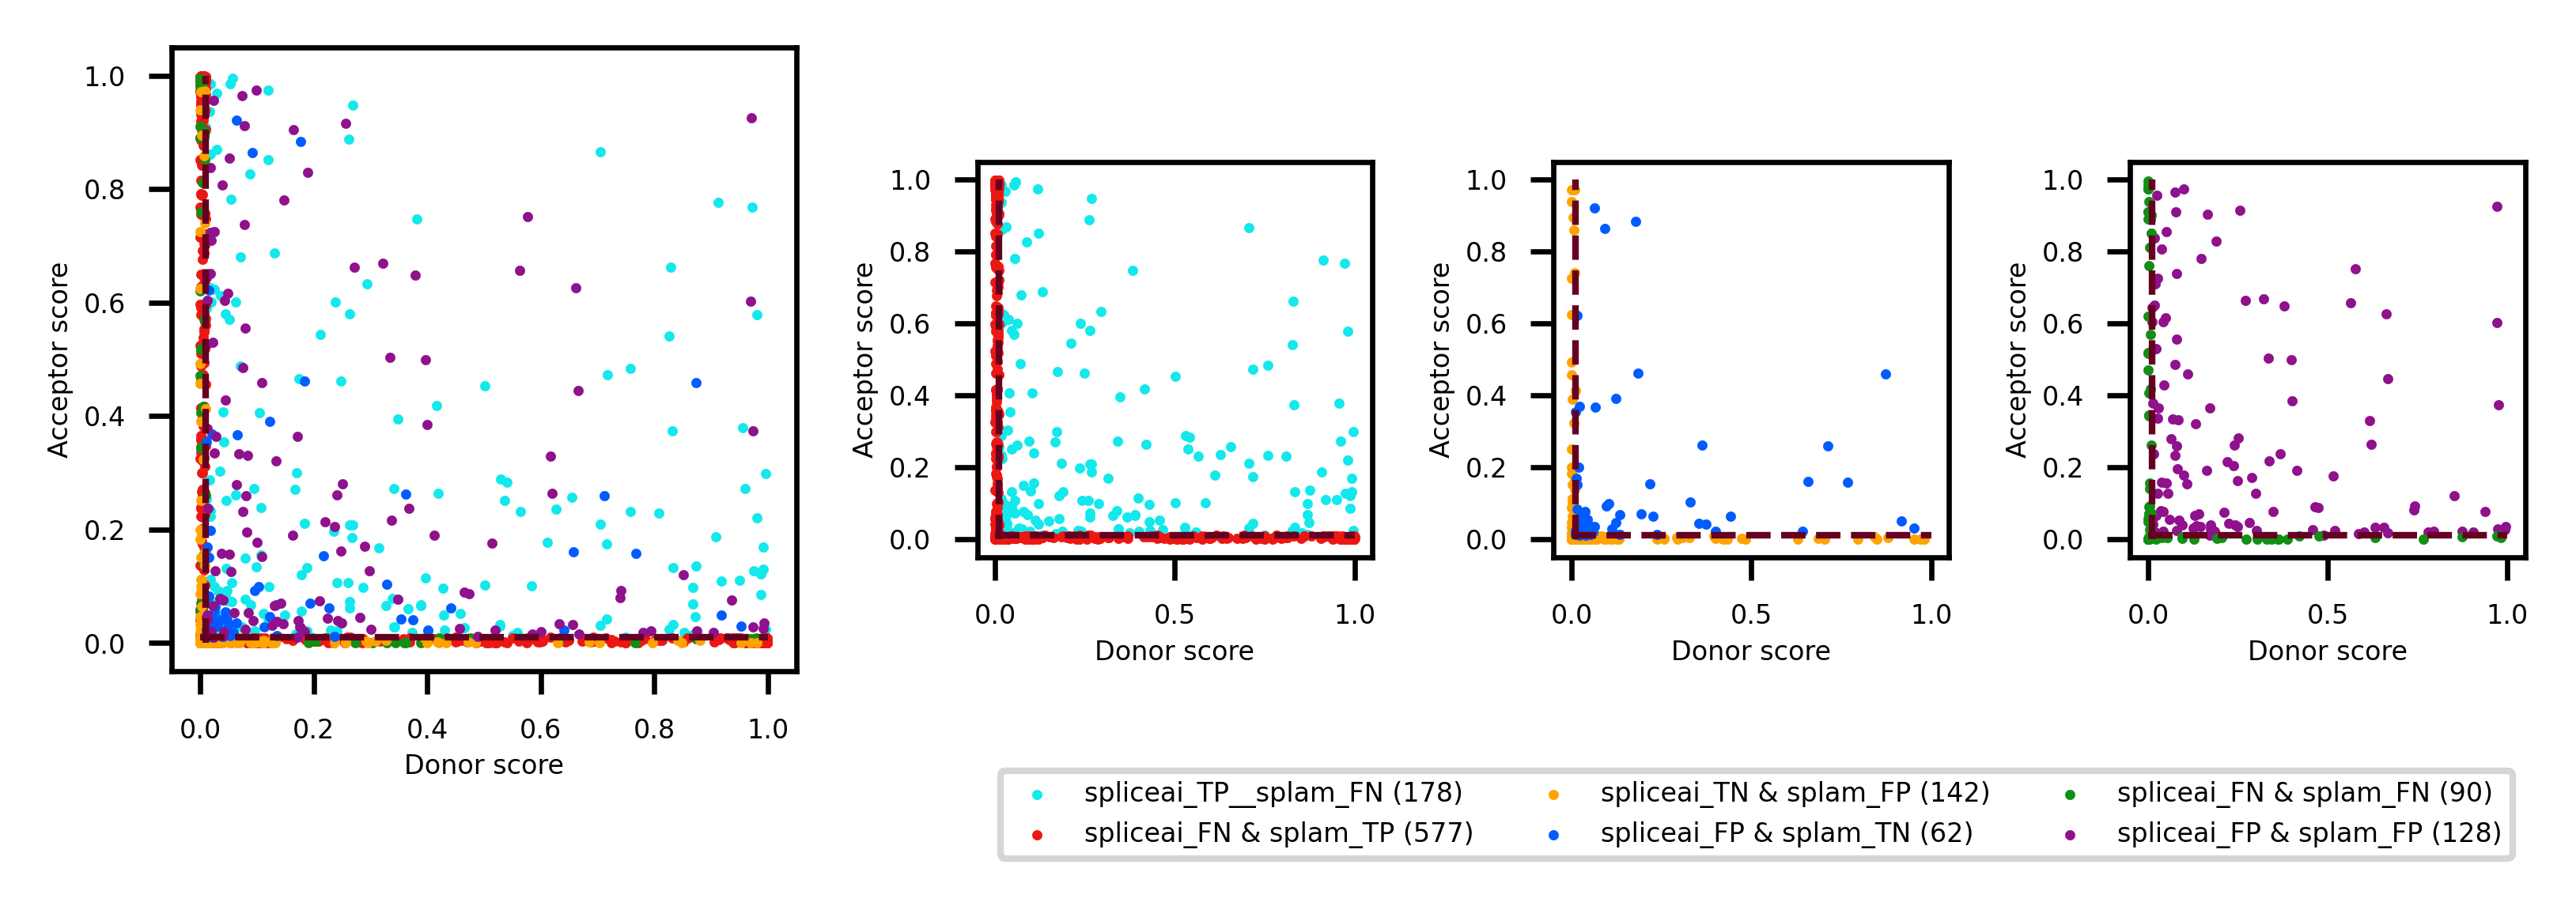 1.0
0.8
0.6
0.4
0.2
0.0
Acceptor score
0.0 0.2 0.4 0.6 0.8 1.0
Donor score
1.0
0.8
0.6
0.4
0.2
0.0
Acceptor score
0.0 0.5 1.0
Donor score
1.0
0.8
0.6
0.4
0.2
0.0
Acceptor score
0.0 0.5 1.0
Donor score
1.0
0.8
0.6
0.4
0.2
0.0
Acceptor score
0.0 0.5 1.0
Donor score
spliceai_TP__splam_FN (178)
spliceai_FN & splam_TP (577)
spliceai_TN & splam_FP (142)
spliceai_FP & splam_TN (62)
spliceai_FN & splam_FN (90)
spliceai_FP & splam_FP (128)